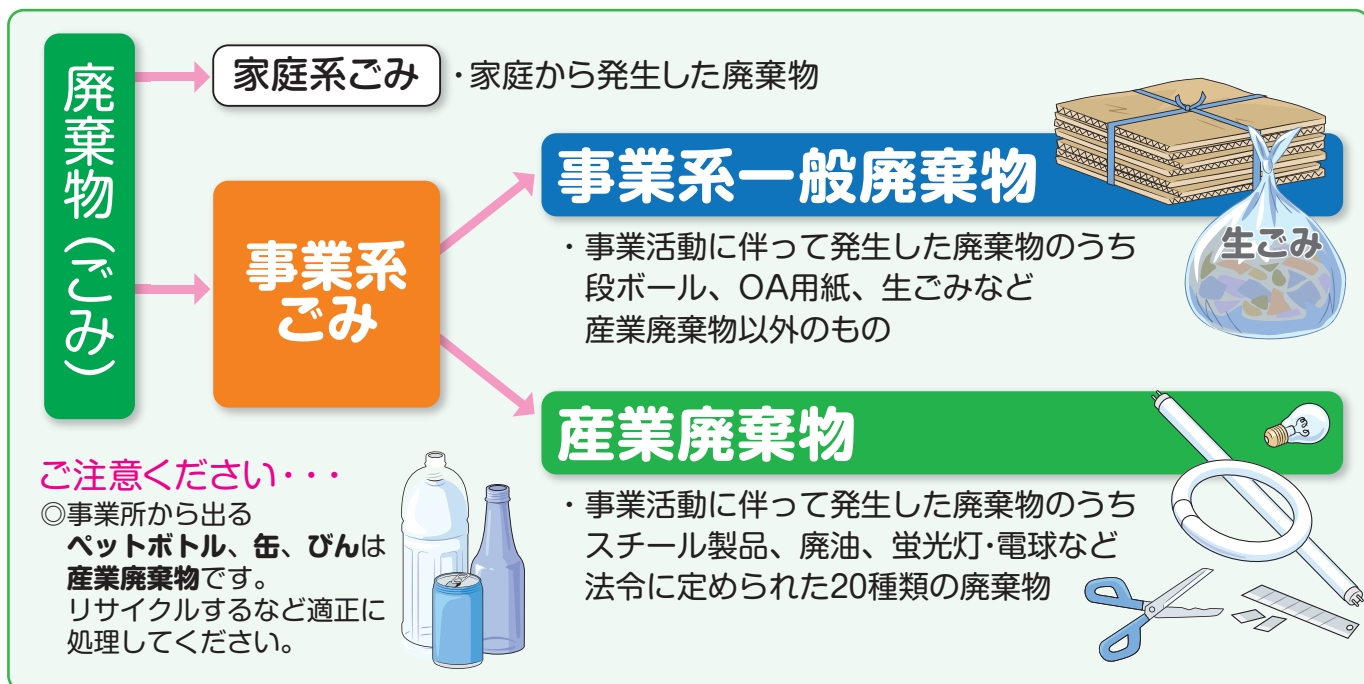 廃棄物（ごみ）
家庭系ごみ
・家庭から発生した廃棄物
事業系
ごみ
事業系一般廃棄物
・事業活動に伴って発生した廃棄物のうち
段ボール、OA用紙、生ごみなど
産業廃棄物以外のもの
生ごみ
産業廃棄物
・事業活動に伴って発生した廃棄物のうち
スチール製品、廃油、蛍光灯・電球など
法令に定められた20種類の廃棄物
ご注意ください・・・
◎事業所から出る
ペットボトル、缶、びんは
産業廃棄物です。
リサイクルするなど適正に
処理してください。